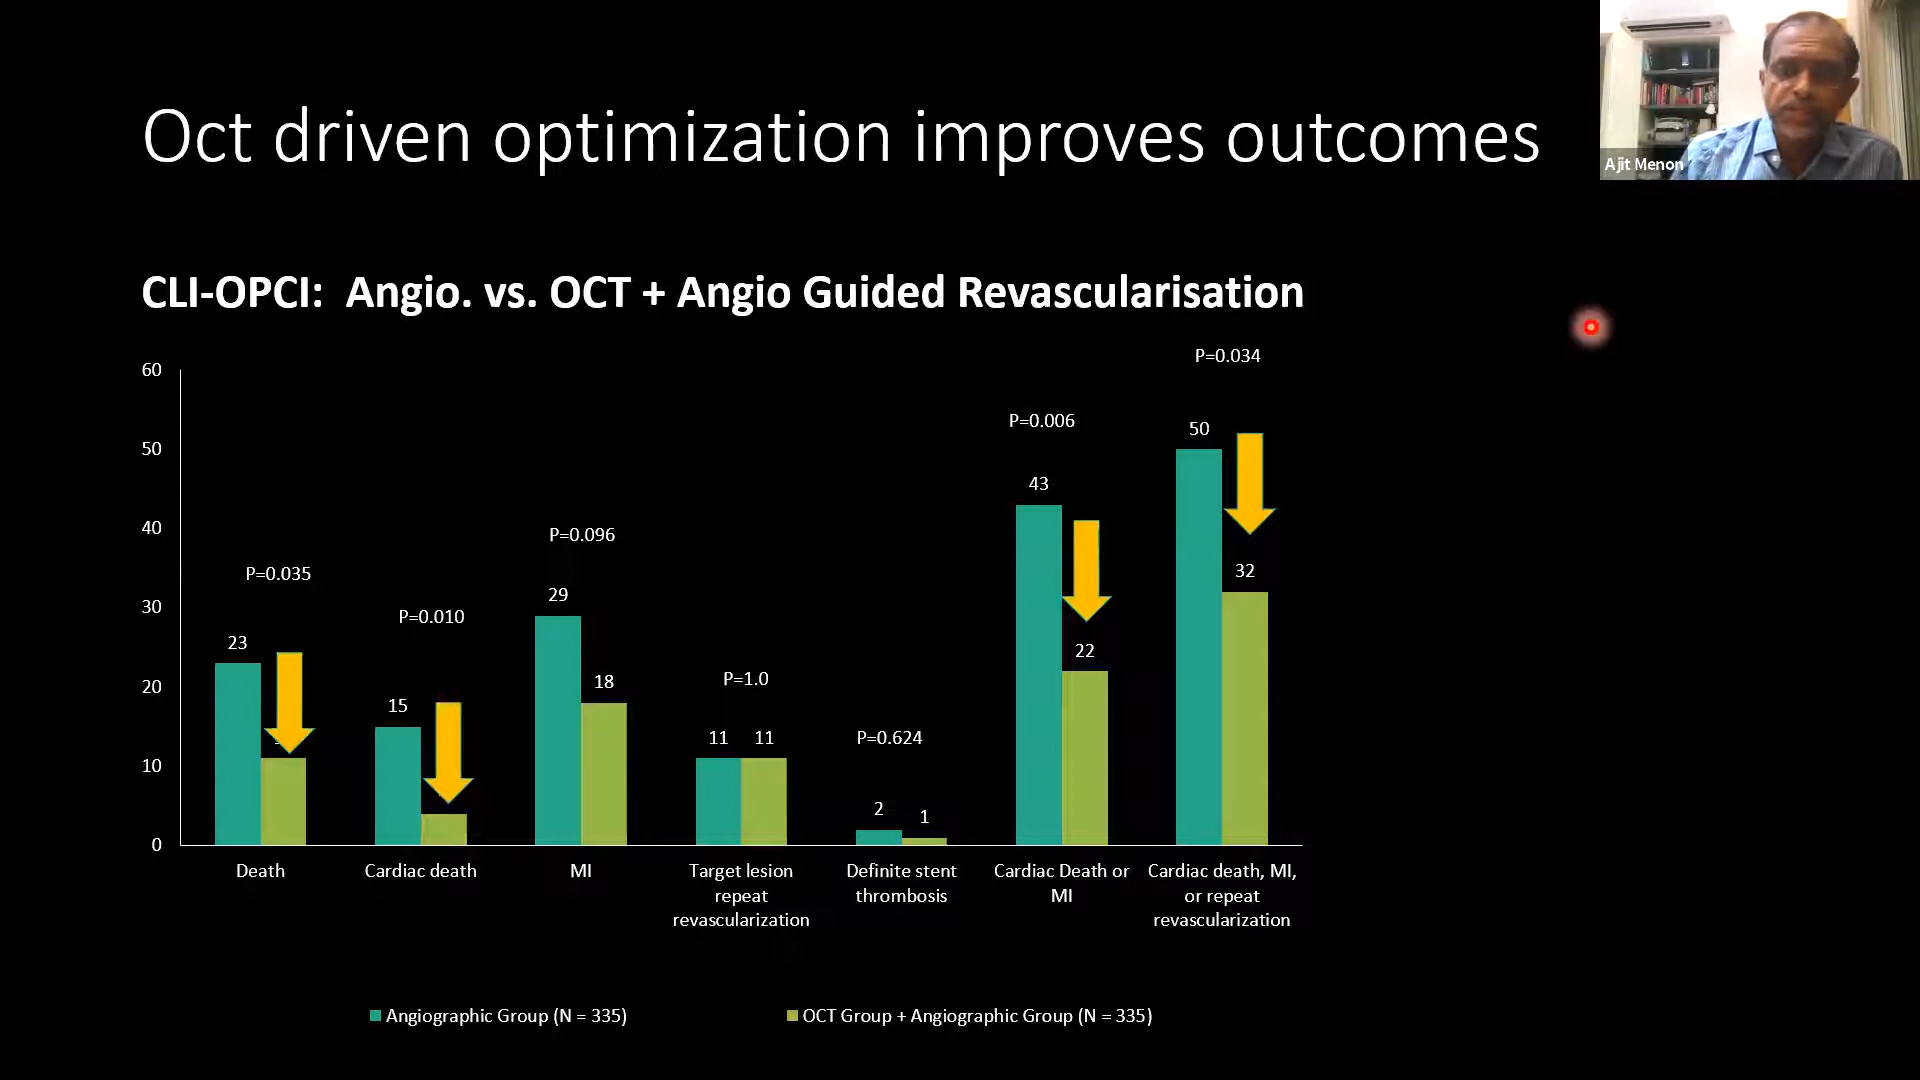 Oct driven optimization improves outcomes
Ajit Menon
CLI-OPCI: Angio. vs. OCT + Angio Guided Revascularisation
60
50
40
30
20
10
0
P=0.035
23
P=0.010
15
P=0.096
29
18
P=1.0
11 11
P=0.624
2
1
P=0.006
43
22
P=0.034
50
32
Death
Cardiac death
MI
Target lesion
repeat
revascularization
Definite stent
thrombosis
Cardiac Death or
MI
Cardiac death, MI,
or repeat
revascularization
Angiographic Group (N = 335)
OCT Group + Angiographic Group (N = 335)